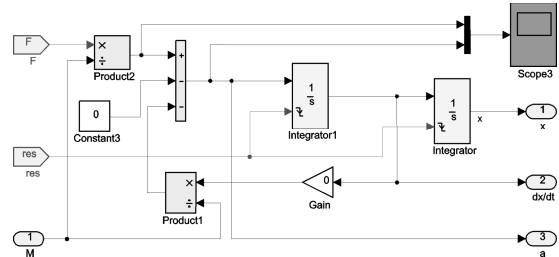 F
F
×
÷
Product2
+
−
−
0
Constant3
1
s
Integrator1
1
s
Integrator
x
Scope3
1
x
res
res
×
÷
Product1
0
Gain
2
dx/dt
1
M
3
a